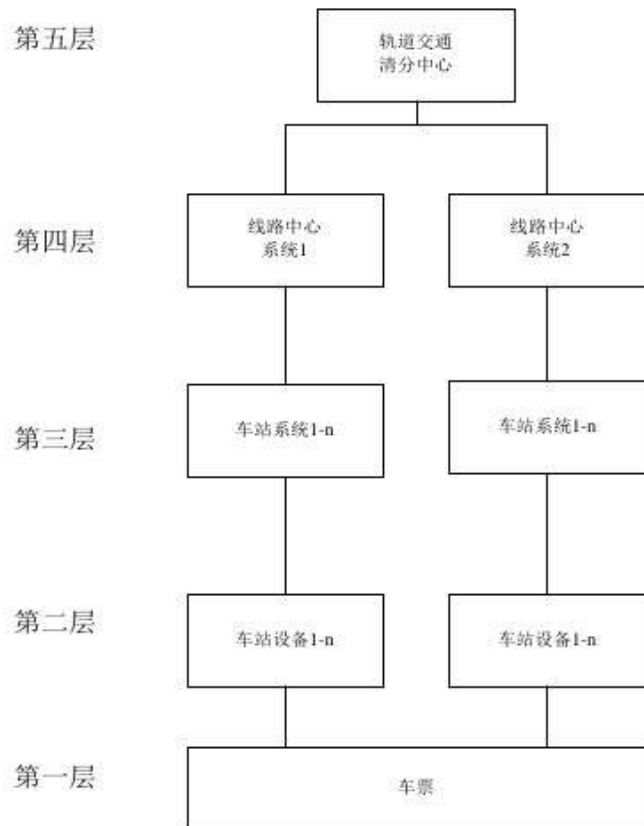 第五层
轨道交通
清分中心
第四层
线路中心
系统1
线路中心
系统2
第三层
车站系统1-n
车站系统1-n
第二层
车站设备1-n
车站设备1-n
第一层
车票